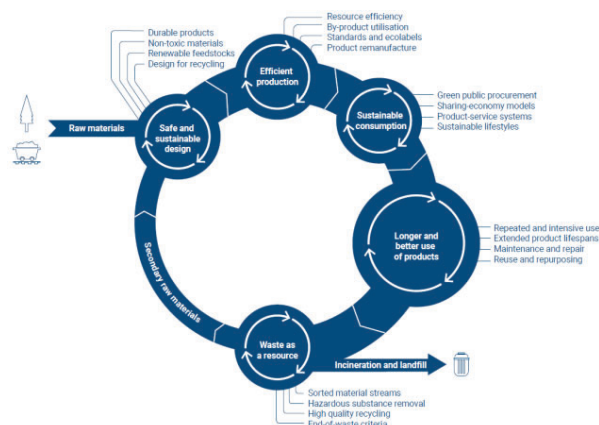 Durable products
Non-toxic materials
Renewable feedstocks
Design for recycling
Resource efficiency
By-product utilisation
Standards and ecolabels
Product remanufacture
Efficient
production
Raw materials
Safe and
sustainable
design
Sustainable
consumption
Green public procurement
Sharing-economy models
Product-service systems
Sustainable lifestyles
Longer and
better use
of products
Repeated and intensive use
Extended product lifespans
Maintenance and repair
Reuse and repurposing
Secondary raw materials
Waste as
a resource
Incineration and landfill
Sorted material streams
Hazardous substance removal
High quality recycling
End-of-waste criteria